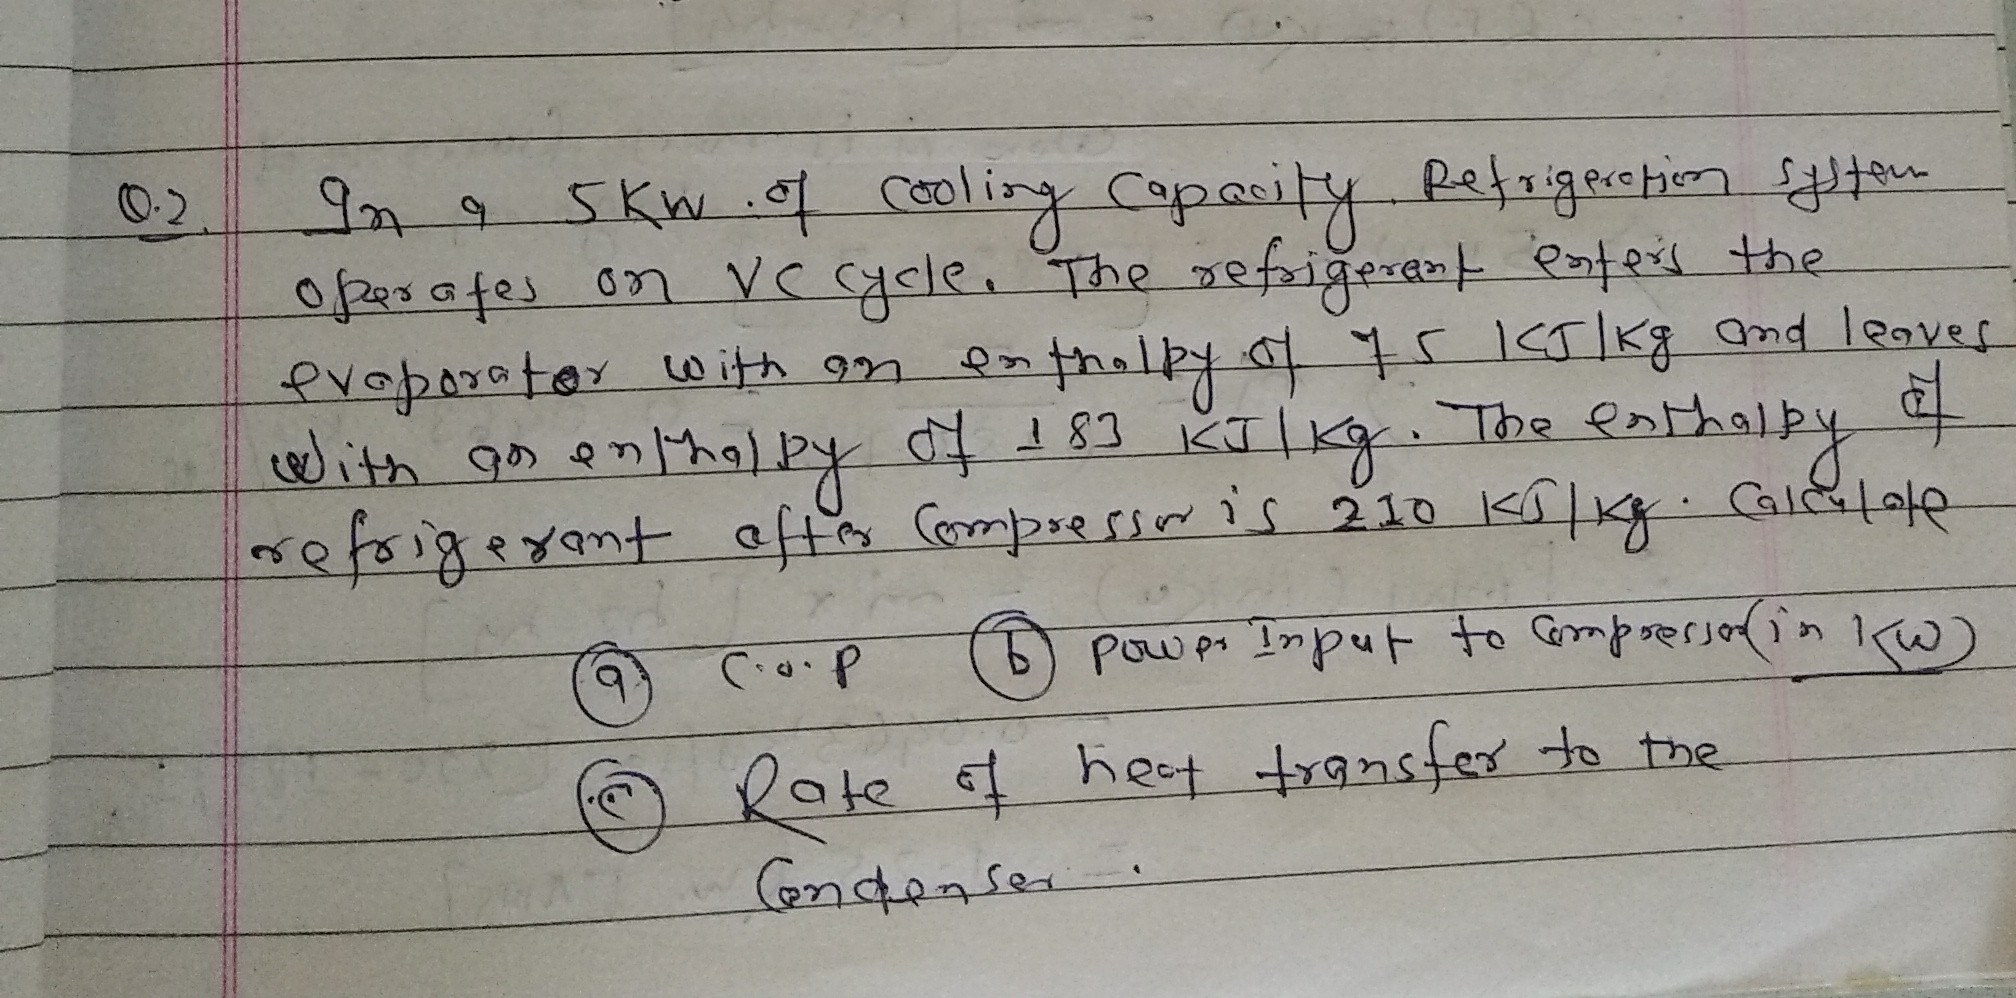 Q.2. In a 5 KW of cooling capacity Refrigeration system
operates on VC cycle. The refrigerant enters the
evaporator with an enthalpy of 75 KJ/Kg and leaves
with an enthalpy of 183 KJ/Kg. The enthalpy of
refrigerant after compressor is 210 KJ/Kg. Calculate
(a) C.O.P (b) power Input to compressor (in KW)
(c) Rate of heat transfer to the
Condenser.